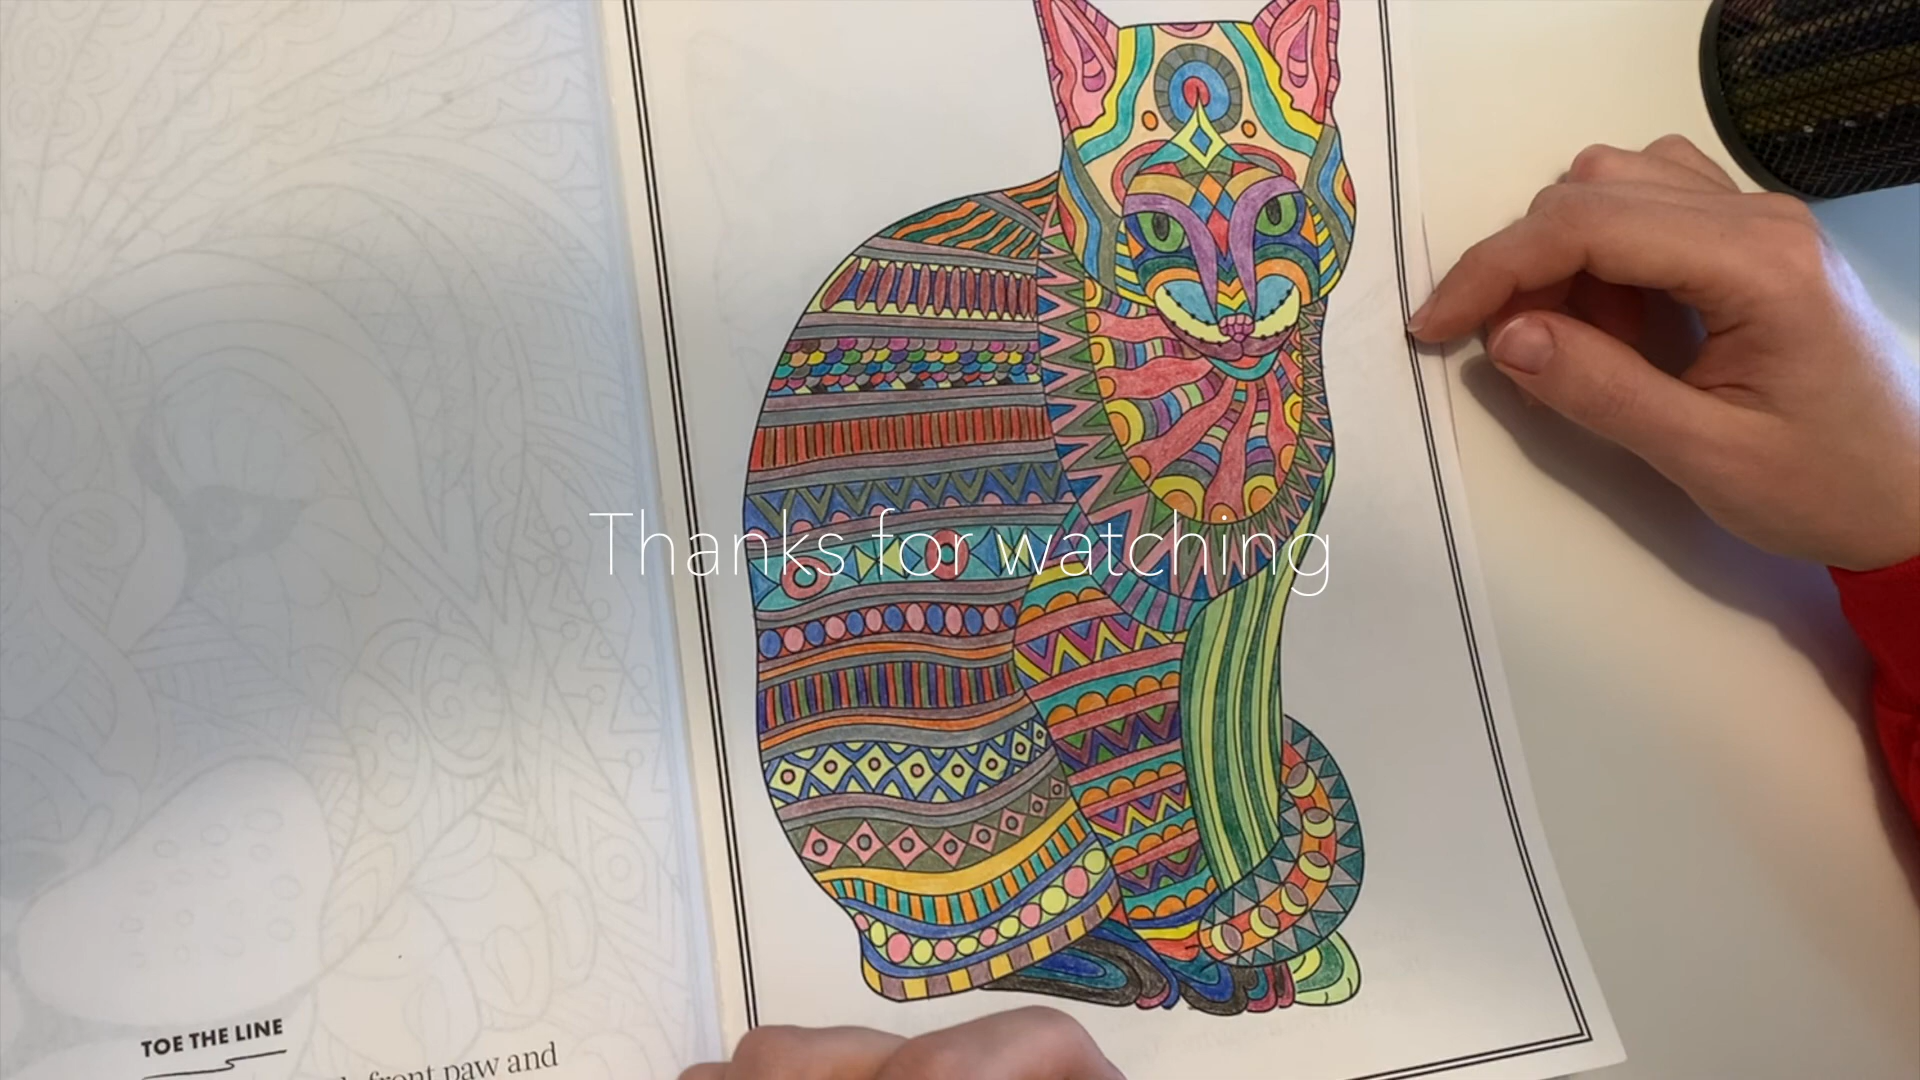 Thanks for watching
TOE THE LINE
front paw and